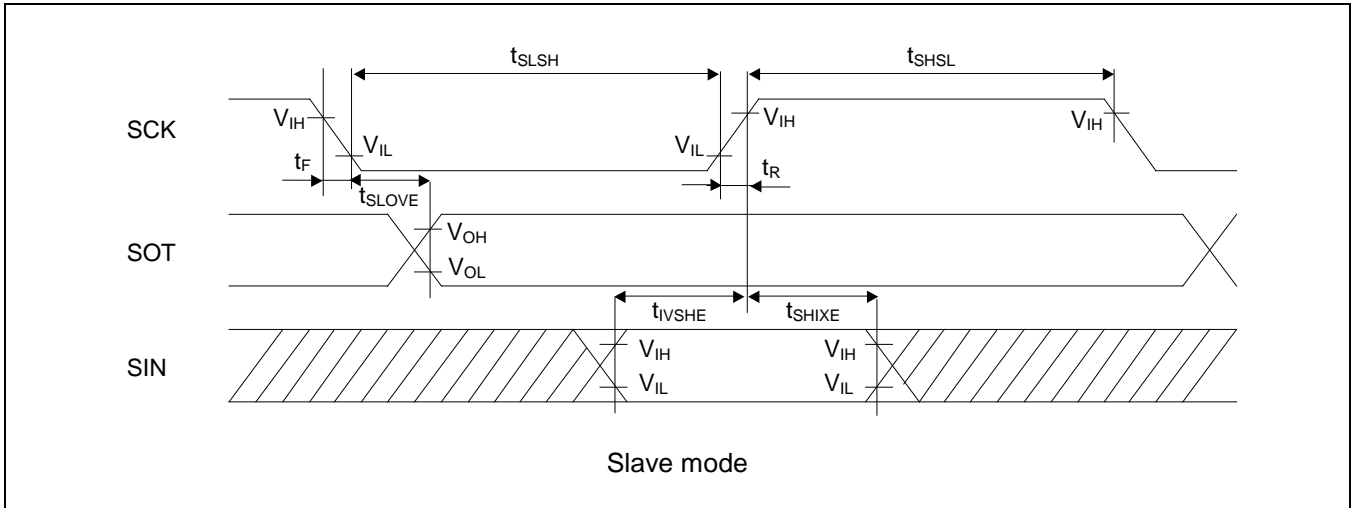 tSLSH
tSHSL
SCK
VIH
VIL
VIL
VIH
VIH
tF
tR
tSLOVE
SOT
VOH
VOL
tIVSHE
tSHIXE
SIN
VIH
VIH
VIL
VIL
Slave mode